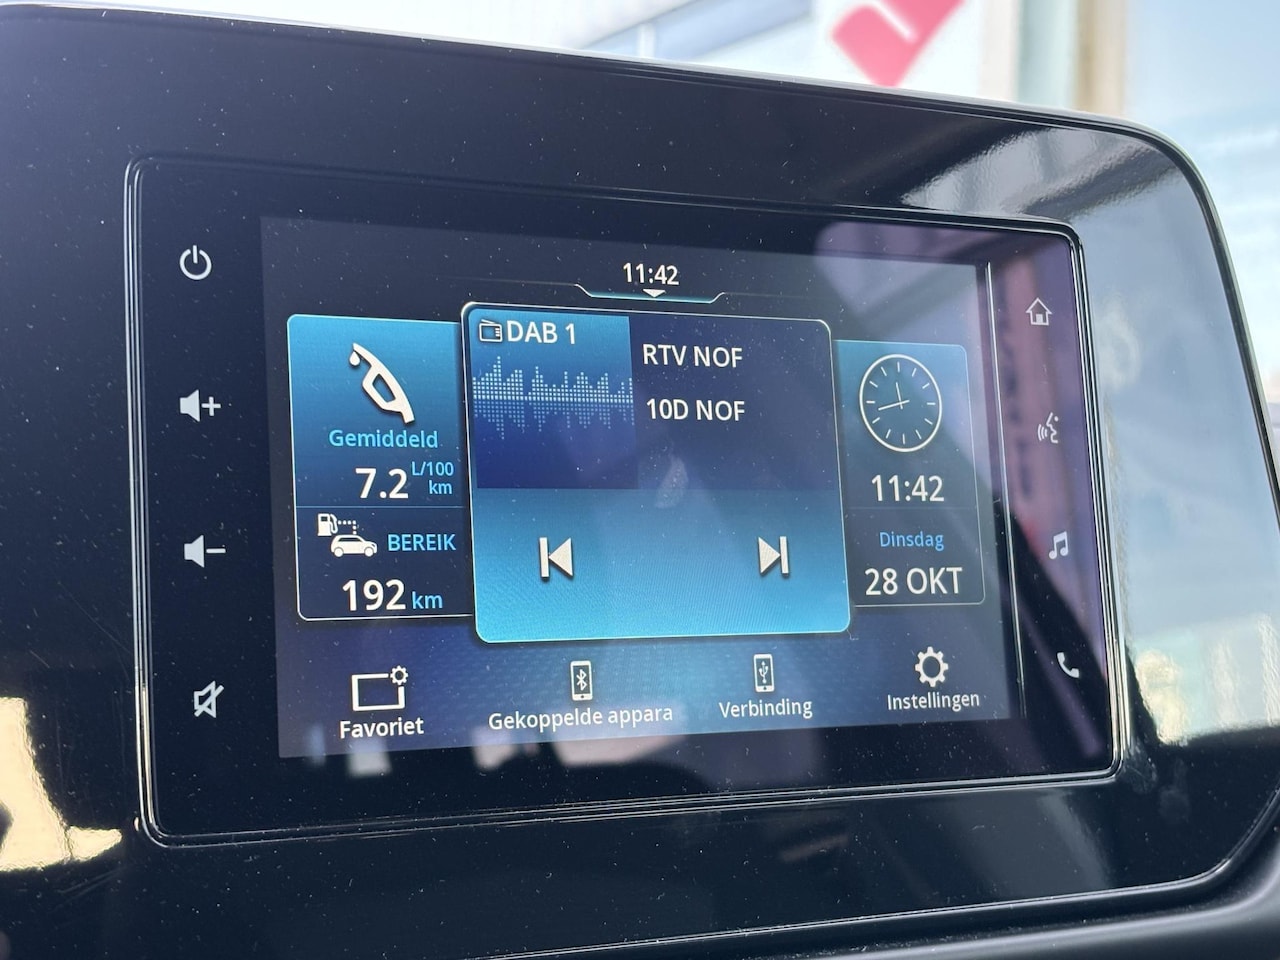 11:42
DAB 1
RTV NOF
10D NOF
Gemiddeld
7.2 L/100 km
BEREIK
192 km
11:42
Dinsdag
28 OKT
Favoriet
Gekoppelde appara
Verbinding
Instellingen